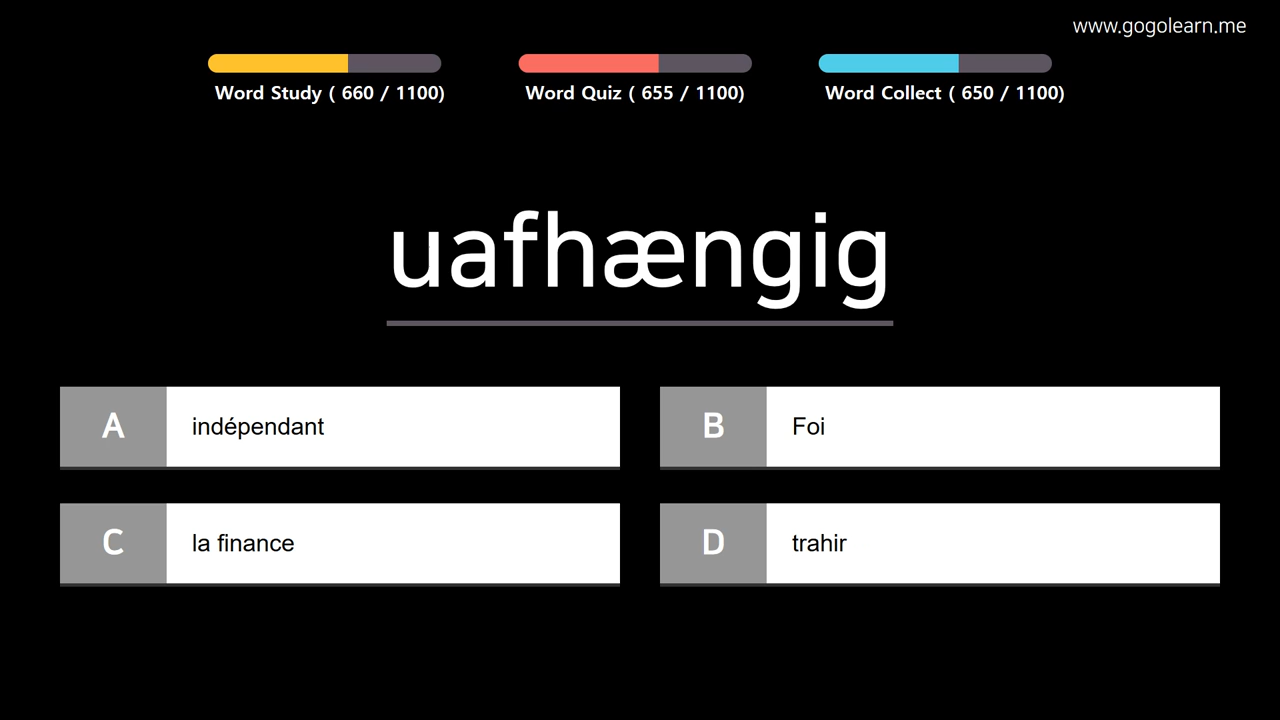 www.gogolearn.me
Word Study ( 660 / 1100)
Word Quiz ( 655 / 1100)
Word Collect ( 650 / 1100)
uafhængig
A indépendant
B Foi
C la finance
D trahir